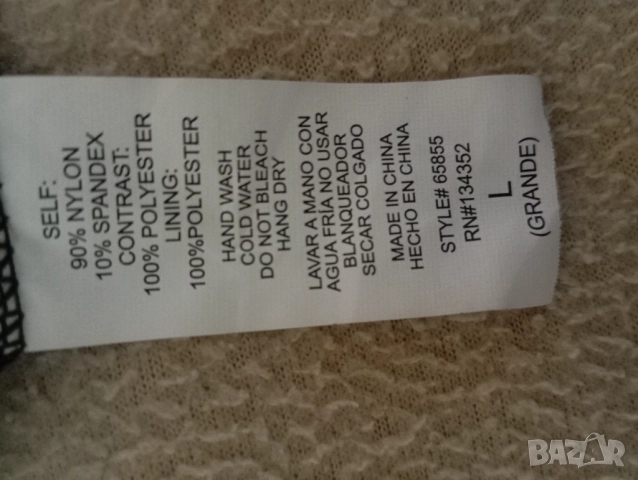 SELF:
90% NYLON
10% SPANDEX
CONTRAST:
100% POLYESTER
LINING:
100%POLYESTER
HAND WASH
COLD WATER
DO NOT BLEACH
HANG DRY
LAVAR A MANO CON
AGUA FRIA NO USAR
BLANQUEADOR
SECAR COLGADO
MADE IN CHINA
HECHO EN CHINA
STYLE# 65855
RN#134352
L
(GRANDE)
BAZAR